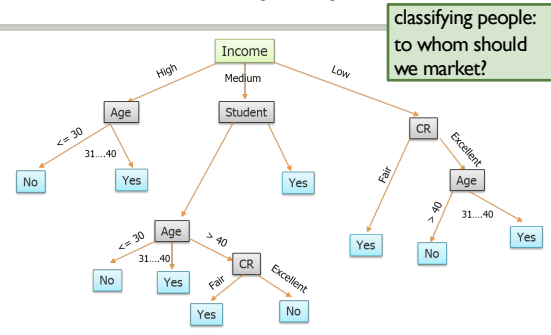 classifying people:
to whom should
we market?
Income
High
Medium
Low
Age
Student
CR
<= 30
31....40
Fair
Excellent
No
Yes
Yes
Age
> 40
31....40
Age
<= 30
31....40
> 40
Yes
No
Yes
No
Yes
CR
Fair
Excellent
Yes
No